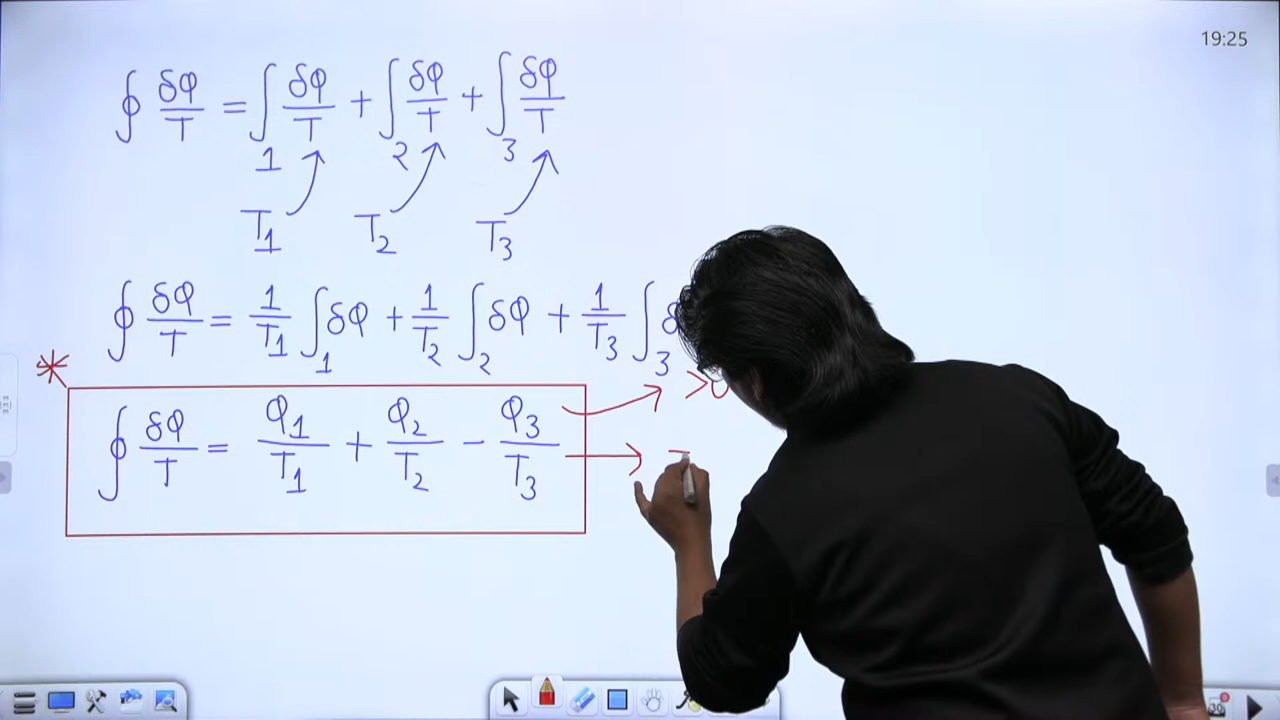 19:25
∮ δQ/T = ∫₁ δQ/T + ∫₂ δQ/T + ∫₃ δQ/T
T₁ T₂ T₃
∮ δQ/T = 1/T₁ ∫₁ δQ + 1/T₂ ∫₂ δQ + 1/T₃ ∫₃ δ
* >0
∮ δQ/T = Q₁/T₁ + Q₂/T₂ − Q₃/T₃
30